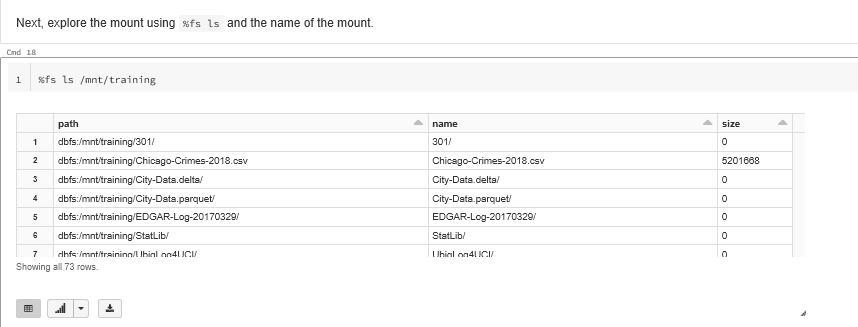 Next, explore the mount using %fs ls and the name of the mount.
Cmd 18
1 %fs ls /mnt/training
path name size
1 dbfs:/mnt/training/301/ 301/ 0
2 dbfs:/mnt/training/Chicago-Crimes-2018.csv Chicago-Crimes-2018.csv 5201668
3 dbfs:/mnt/training/City-Data.delta/ City-Data.delta/ 0
4 dbfs:/mnt/training/City-Data.parquet/ City-Data.parquet/ 0
5 dbfs:/mnt/training/EDGAR-Log-20170329/ EDGAR-Log-20170329/ 0
6 dbfs:/mnt/training/StatLib/ StatLib/ 0
7 dbfs:/mnt/training/UbiqLog4UCI/ UbiqLog4UCI/ 0
Showing all 73 rows.